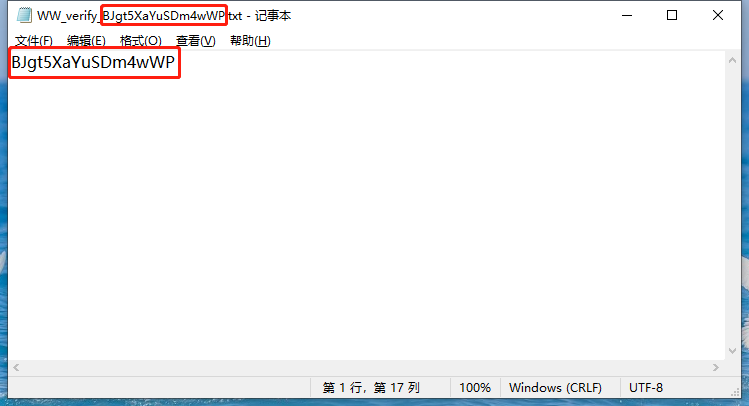 WW_verify_BJgt5XaYuSDm4wWP.txt - 记事本
文件(F) 编辑(E) 格式(O) 查看(V) 帮助(H)
BJgt5XaYuSDm4wWP
第 1 行，第 17 列 100% Windows (CRLF) UTF-8